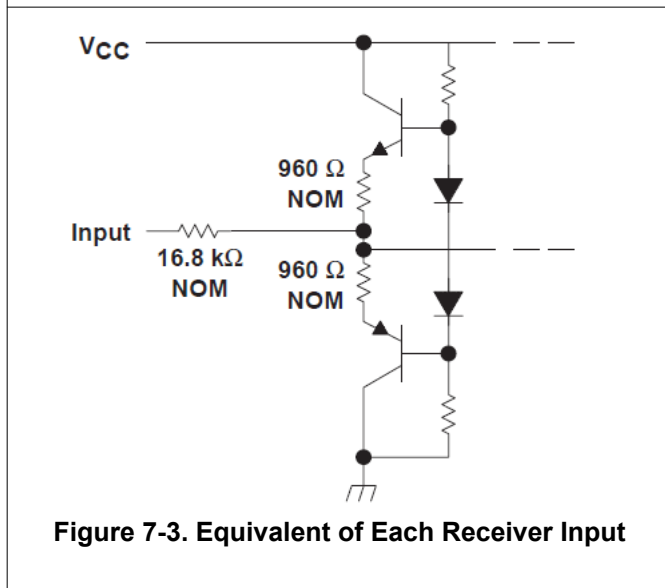 VCC
960 Ω
NOM
Input
16.8 kΩ
NOM
960 Ω
NOM
Figure 7-3. Equivalent of Each Receiver Input